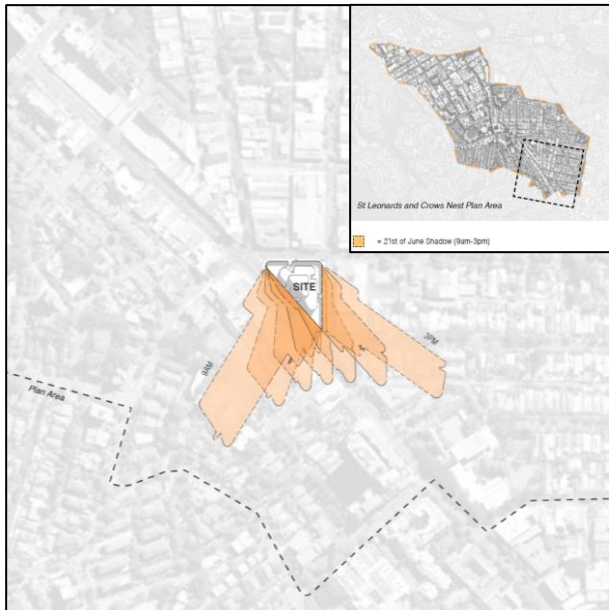 St Leonards and Crows Nest Plan Area
= 21st of June Shadow (9am-3pm)
SITE
3PM
9AM
Plan Area